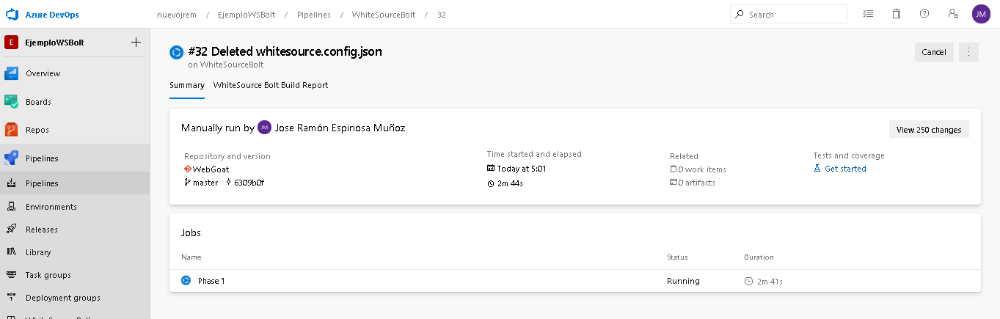 Azure DevOps
nuevojrem / EjemploWSBolt / Pipelines / WhiteSourceBolt / 32
Search
JM
E EjemploWSBolt
Overview
Boards
Repos
Pipelines
Pipelines
Environments
Releases
Library
Task groups
Deployment groups
#32 Deleted whitesource.config.json
on WhiteSourceBolt
Cancel
Summary WhiteSource Bolt Build Report
Manually run by JM Jose Ramón Espinosa Muñoz
View 250 changes
Repository and version
WebGoat
master 6309b0f
Time started and elapsed
Today at 5:01
2m 44s
Related
0 work items
0 artifacts
Tests and coverage
Get started
Jobs
Name Status Duration
Phase 1 Running 2m 41s